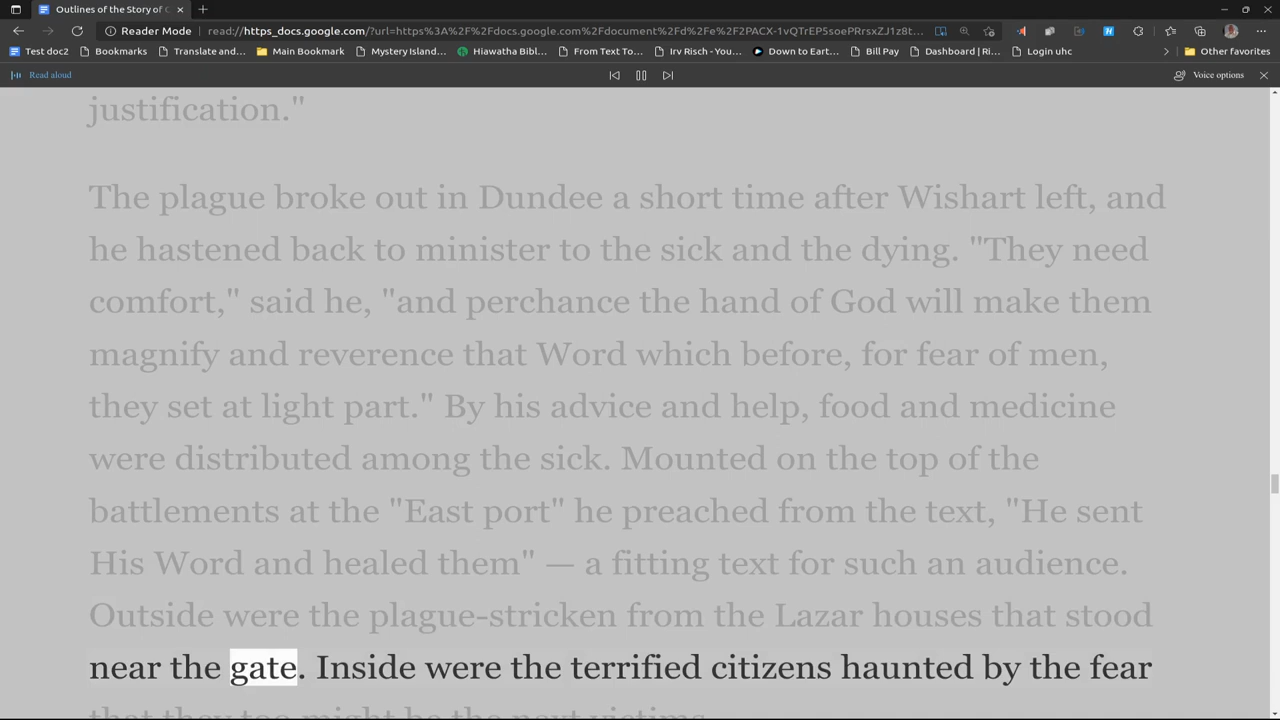 Outlines of the Story of C
Reader Mode
read://https_docs.google.com/?url=https%3A%2F%2Fdocs.google.com%2Fdocument%2Fd%2Fe%2F2PACX-1vQTrEP5ssoePRrsxZJ1z8t...
Test doc2 Bookmarks Translate and... Main Bookmark Mystery Island... Hiawatha Bibl... From Text To... Irv Risch - You... Down to Eart... Bill Pay Dashboard | Ri... Login uhc Other favorites
Read aloud Voice options
justification."
The plague broke out in Dundee a short time after Wishart left, and
he hastened back to minister to the sick and the dying. "They need
comfort," said he, "and perchance the hand of God will make them
magnify and reverence that Word which before, for fear of men,
they set at light part." By his advice and help, food and medicine
were distributed among the sick. Mounted on the top of the
battlements at the "East port" he preached from the text, "He sent
His Word and healed them" — a fitting text for such an audience.
Outside were the plague-stricken from the Lazar houses that stood
near the gate. Inside were the terrified citizens haunted by the fear
that they too might be the next victims.